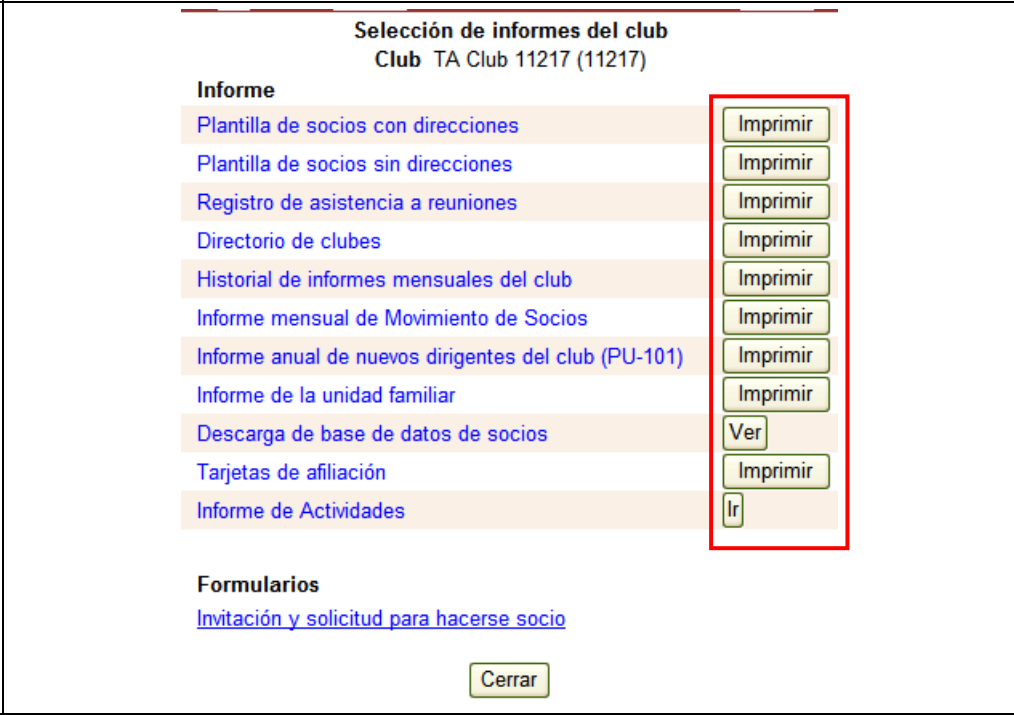 Selección de informes del club
Club TA Club 11217 (11217)
Informe
Plantilla de socios con direcciones Imprimir
Plantilla de socios sin direcciones Imprimir
Registro de asistencia a reuniones Imprimir
Directorio de clubes Imprimir
Historial de informes mensuales del club Imprimir
Informe mensual de Movimiento de Socios Imprimir
Informe anual de nuevos dirigentes del club (PU-101) Imprimir
Informe de la unidad familiar Imprimir
Descarga de base de datos de socios Ver
Tarjetas de afiliación Imprimir
Informe de Actividades Ir
Formularios
Invitación y solicitud para hacerse socio
Cerrar